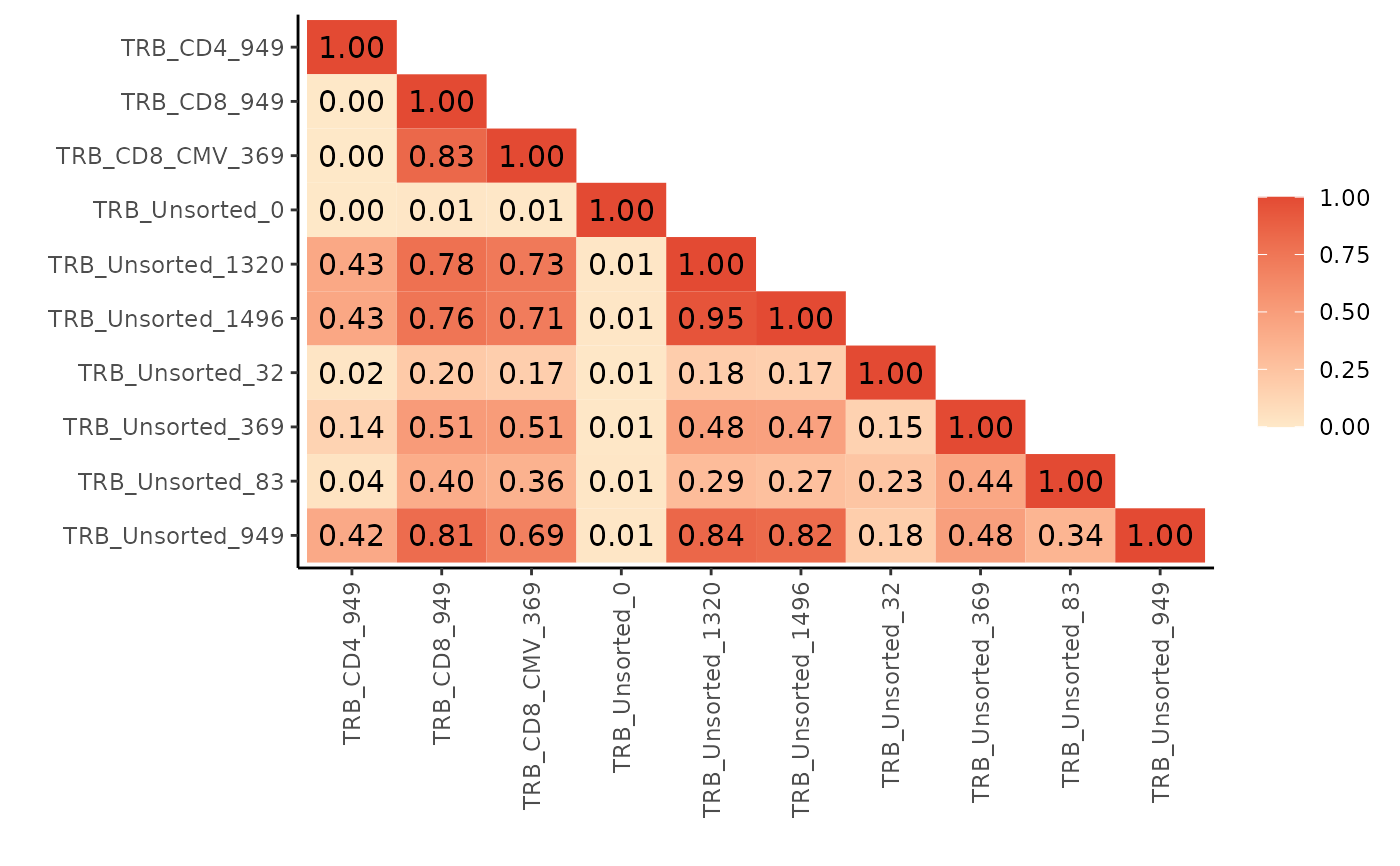 TRB_CD4_949 1.00
TRB_CD8_949 0.00 1.00
TRB_CD8_CMV_369 0.00 0.83 1.00
TRB_Unsorted_0 0.00 0.01 0.01 1.00
TRB_Unsorted_1320 0.43 0.78 0.73 0.01 1.00
TRB_Unsorted_1496 0.43 0.76 0.71 0.01 0.95 1.00
TRB_Unsorted_32 0.02 0.20 0.17 0.01 0.18 0.17 1.00
TRB_Unsorted_369 0.14 0.51 0.51 0.01 0.48 0.47 0.15 1.00
TRB_Unsorted_83 0.04 0.40 0.36 0.01 0.29 0.27 0.23 0.44 1.00
TRB_Unsorted_949 0.42 0.81 0.69 0.01 0.84 0.82 0.18 0.48 0.34 1.00
TRB_CD4_949
TRB_CD8_949
TRB_CD8_CMV_369
TRB_Unsorted_0
TRB_Unsorted_1320
TRB_Unsorted_1496
TRB_Unsorted_32
TRB_Unsorted_369
TRB_Unsorted_83
TRB_Unsorted_949
1.00
0.75
0.50
0.25
0.00